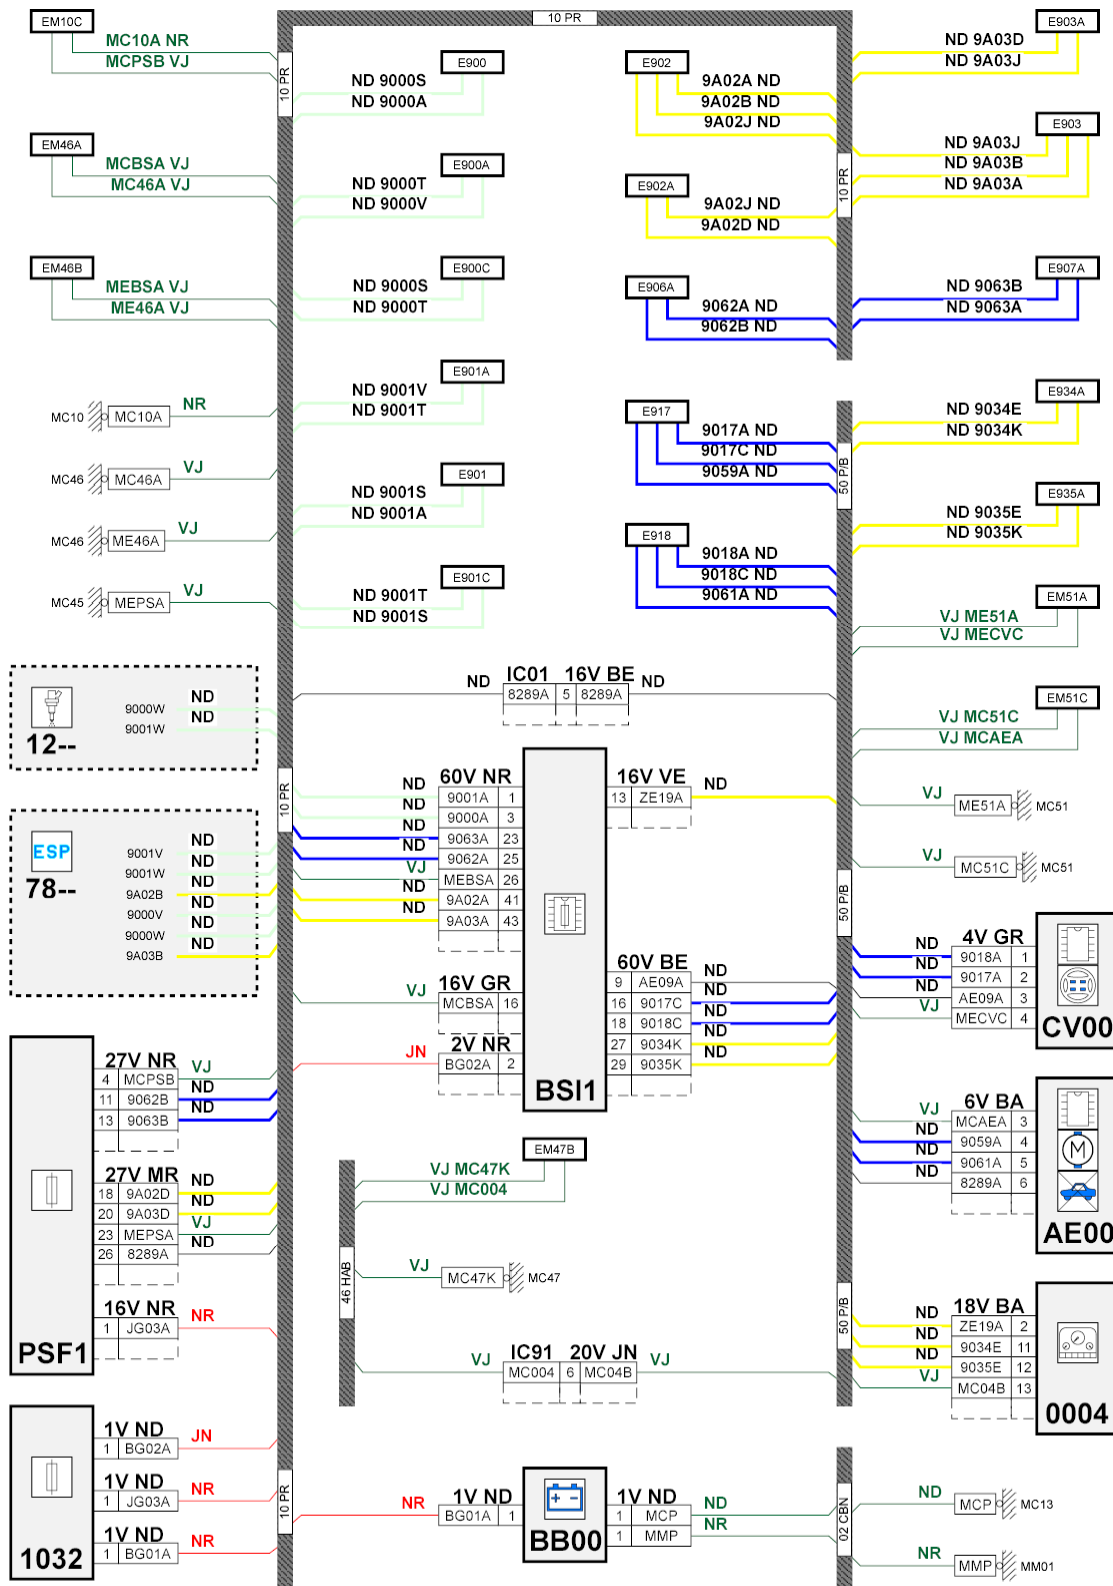 10 PR
EM10C
MC10A NR
MCPSB VJ
10 PR
E900
ND 9000S
ND 9000A
E902
9A02A ND
9A02B ND
9A02J ND
E903A
ND 9A03D
ND 9A03J
EM46A
MCBSA VJ
MC46A VJ
E900A
ND 9000T
ND 9000V
E902A
9A02J ND
9A02D ND
10 PR
E903
ND 9A03J
ND 9A03B
ND 9A03A
EM46B
MEBSA VJ
ME46A VJ
E900C
ND 9000S
ND 9000T
E906A
9062A ND
9062B ND
E907A
ND 9063B
ND 9063A
MC10 MC10A NR
E901A
ND 9001V
ND 9001T
E917
9017A ND
9017C ND
9059A ND
50 P/B
E934A
ND 9034E
ND 9034K
MC46 MC46A VJ
E901
ND 9001S
ND 9001A
E918
9018A ND
9018C ND
9061A ND
E935A
ND 9035E
ND 9035K
MC46 ME46A VJ
MC45 MEPSA VJ
E901C
ND 9001T
ND 9001S
EM51A
VJ ME51A
VJ MECVC
IC01 16V BE
ND 8289A 5 8289A ND
EM51C
VJ MC51C
VJ MCAEA
12--
9000W ND
9001W ND
10 PR
60V NR
ND 9001A 1
ND 9000A 3
ND 9063A 23
ND 9062A 25
VJ MEBSA 26
ND 9A02A 41
ND 9A03A 43
16V GR
VJ MCBSA 16
2V NR
JN BG02A 2
BSI1
16V VE
13 ZE19A ND
60V BE
9 AE09A ND
16 9017C ND
18 9018C ND
27 9034K ND
29 9035K ND
VJ ME51A MC51
VJ MC51C MC51
50 P/B
ESP
78--
9001V ND
9001W ND
9A02B ND
9000V ND
9000W ND
9A03B ND
4V GR
ND 9018A 1
ND 9017A 2
ND AE09A 3
VJ MECVC 4
CV00
27V NR
4 MCPSB VJ
11 9062B ND
13 9063B ND
27V MR
18 9A02D ND
20 9A03D ND
23 MEPSA VJ
26 8289A ND
16V NR
1 JG03A NR
PSF1
6V BA
VJ MCAEA 3
ND 9059A 4
ND 9061A 5
ND 8289A 6
M
AE00
EM47B
VJ MC47K
VJ MC004
46 HAB
VJ MC47K MC47
IC91 20V JN
VJ MC004 6 MC04B VJ
50 P/B
18V BA
ND ZE19A 2
ND 9034E 11
ND 9035E 12
VJ MC04B 13
0004
1V ND
1 BG02A JN
1V ND
1 JG03A NR
1V ND
1 BG01A NR
1032
10 PR
1V ND
NR BG01A 1
BB00
1V ND
1 MCP ND
1 MMP NR
02 CBN
ND MCP MC13
NR MMP MM01